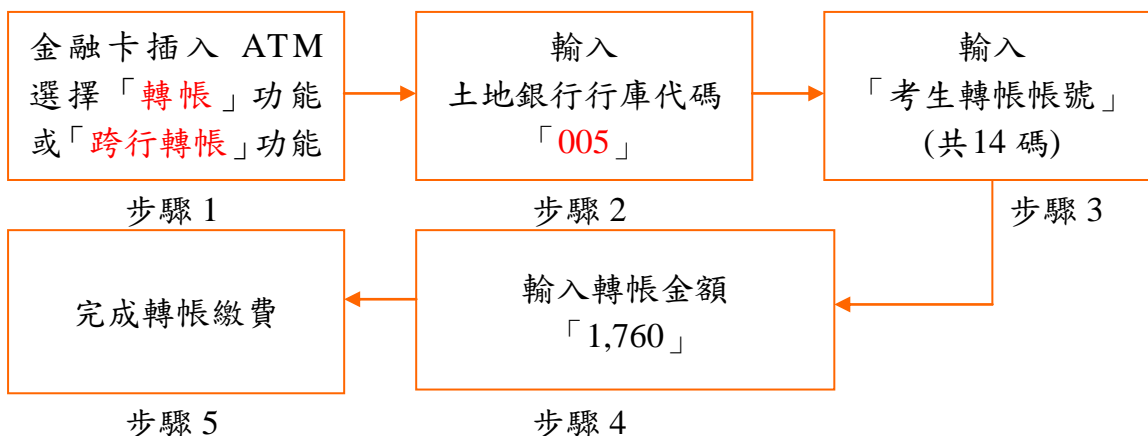 金融卡插入 ATM
選擇「轉帳」功能
或「跨行轉帳」功能
步驟 1
輸入
土地銀行行庫代碼
「005」
步驟 2
輸入
「考生轉帳帳號」
(共14 碼)
步驟 3
輸入轉帳金額
「1,760」
步驟 4
完成轉帳繳費
步驟 5